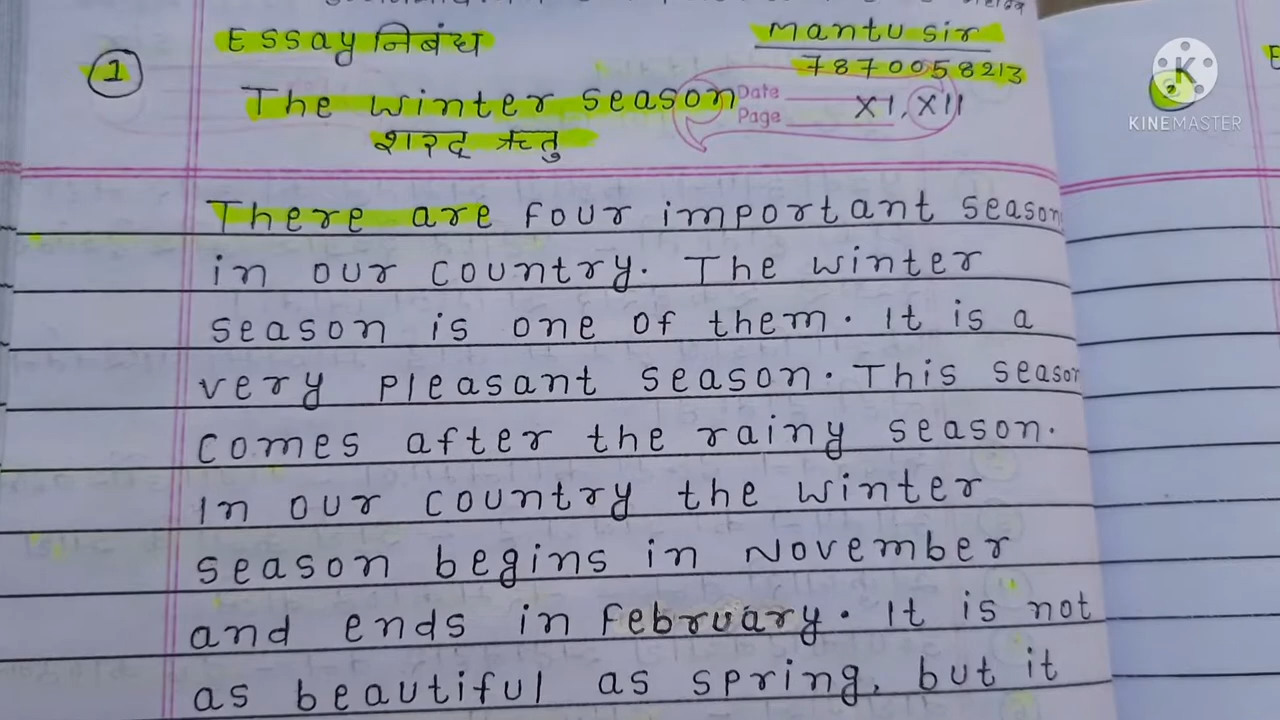 Essay निबंध
Mantu sir
7870058213
1
The winter season
Date
Page
XI, XII
शरद ऋतु
K
KINEMASTER
There are four important season
in our country. The winter
season is one of them. It is a
very pleasant season. This season
comes after the rainy season.
In our country the winter
season begins in November
and ends in February. It is not
as beautiful as spring, but it